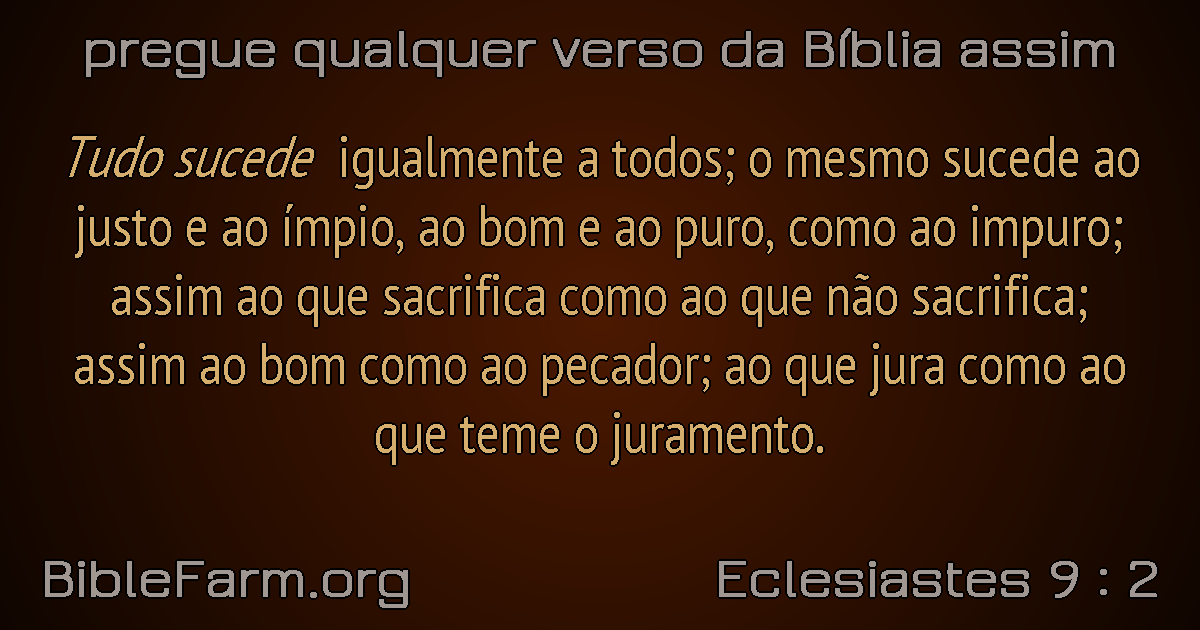 pregue qualquer verso da Bíblia assim
Tudo sucede igualmente a todos; o mesmo sucede ao
justo e ao ímpio, ao bom e ao puro, como ao impuro;
assim ao que sacrifica como ao que não sacrifica;
assim ao bom como ao pecador; ao que jura como ao
que teme o juramento.
BibleFarm.org
Eclesiastes 9 : 2